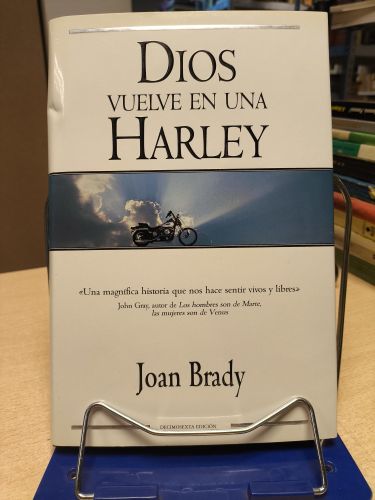 DIOS
VUELVE EN UNA
HARLEY
«Una magnífica historia que nos hace sentir vivos y libres»
John Gray, autor de Los hombres son de Marte,
las mujeres son de Venus
Joan Brady
DECIMOSEXTA EDICIÓN